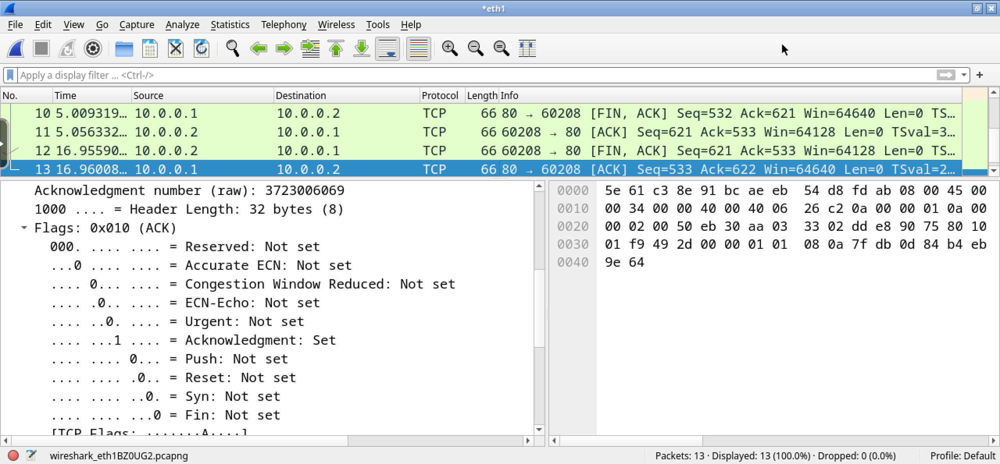 *eth1
File Edit View Go Capture Analyze Statistics Telephony Wireless Tools Help
Apply a display filter ... <Ctrl-/>
No. Time Source Destination Protocol Length Info
10 5.009319… 10.0.0.1 10.0.0.2 TCP 66 80 → 60208 [FIN, ACK] Seq=532 Ack=621 Win=64640 Len=0 TS…
11 5.056332… 10.0.0.2 10.0.0.1 TCP 66 60208 → 80 [ACK] Seq=621 Ack=533 Win=64128 Len=0 TSval=3…
12 16.95590… 10.0.0.2 10.0.0.1 TCP 66 60208 → 80 [FIN, ACK] Seq=621 Ack=533 Win=64128 Len=0 TS…
13 16.96008… 10.0.0.1 10.0.0.2 TCP 66 80 → 60208 [ACK] Seq=533 Ack=622 Win=64640 Len=0 TSval=2…
Acknowledgment number (raw): 3723006069
1000 .... = Header Length: 32 bytes (8)
Flags: 0x010 (ACK)
000. .... .... = Reserved: Not set
...0 .... .... = Accurate ECN: Not set
.... 0... .... = Congestion Window Reduced: Not set
.... .0.. .... = ECN-Echo: Not set
.... ..0. .... = Urgent: Not set
.... ...1 .... = Acknowledgment: Set
.... .... 0... = Push: Not set
.... .... .0.. = Reset: Not set
.... .... ..0. = Syn: Not set
.... .... ...0 = Fin: Not set
[TCP Flags: ·······A····]
0000 5e 61 c3 8e 91 bc ae eb 54 d8 fd ab 08 00 45 00
0010 00 34 00 00 40 00 40 06 26 c2 0a 00 00 01 0a 00
0020 00 02 00 50 eb 30 aa 03 33 02 dd e8 90 75 80 10
0030 01 f9 49 2d 00 00 01 01 08 0a 7f db 0d 84 b4 eb
0040 9e 64
wireshark_eth1BZ0UG2.pcapng
Packets: 13 · Displayed: 13 (100.0%) · Dropped: 0 (0.0%)
Profile: Default